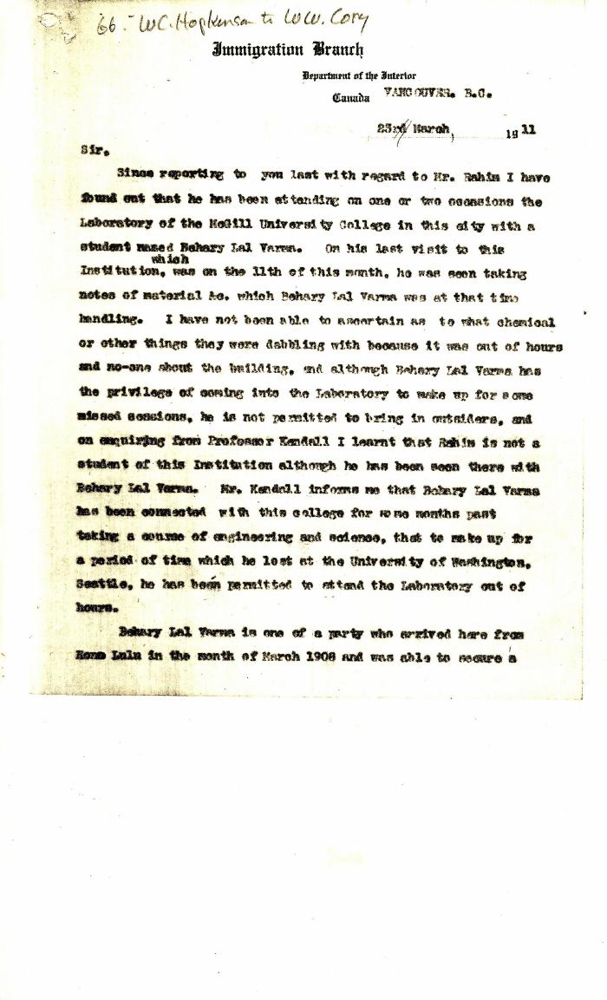 66 - WC. Hopkinson to WW. Cory
Immigration Branch
Department of the Interior
Canada VANCOUVER. B.C.
23rd March, 1911
Sir.
Since reporting to you last with regard to Mr. Rahim I have
found out that he has been attending on one or two occasions the
Laboratory of the McGill University College in this city with a
student named Behary Lal Varma. On his last visit to this
which
Institution, was on the 11th of this month, he was seen taking
notes of material &c. which Behary Lal Varma was at that time
handling. I have not been able to ascertain as to what chemical
or other things they were dabbling with because it was out of hours
and no-one about the building, and although Behary Lal Varma has
the privilege of coming into the Laboratory to make up for some
missed sessions, he is not permitted to bring in outsiders, and
on enquiring from Professor Kendall I learnt that Rahim is not a
student of this Institution although he has been seen there with
Behary Lal Varma. Mr. Kendall informs me that Behary Lal Varma
has been connected with this college for some months past
taking a course of engineering and science, that to make up for
a period of time which he lost at the University of Washington,
Seattle, he has been permitted to attend the Laboratory out of
hours.
Behary Lal Varma is one of a party who arrived here from
Hono Lulu in the month of March 1908 and was able to secure a